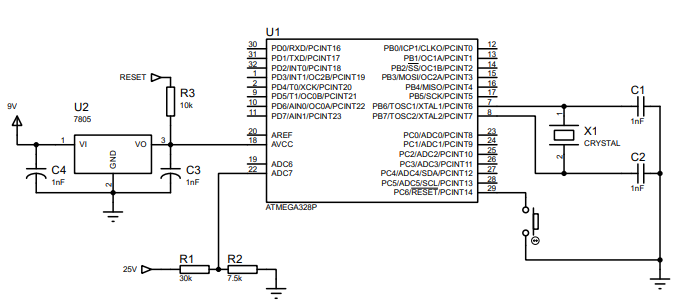 U1
30 PD0/RXD/PCINT16 PB0/ICP1/CLKO/PCINT0 12
31 PD1/TXD/PCINT17 PB1/OC1A/PCINT1 13
32 PD2/INT0/PCINT18 PB2/SS/OC1B/PCINT2 14
1 PD3/INT1/OC2B/PCINT19 PB3/MOSI/OC2A/PCINT3 15
2 PD4/T0/XCK/PCINT20 PB4/MISO/PCINT4 16
9 PD5/T1/OC0B/PCINT21 PB5/SCK/PCINT5 17
10 PD6/AIN0/OC0A/PCINT22 PB6/TOSC1/XTAL1/PCINT6 7
11 PD7/AIN1/PCINT23 PB7/TOSC2/XTAL2/PCINT7 8
20 AREF PC0/ADC0/PCINT8 23
18 AVCC PC1/ADC1/PCINT9 24
PC2/ADC2/PCINT10 25
19 ADC6 PC3/ADC3/PCINT11 26
22 ADC7 PC4/ADC4/SDA/PCINT12 27
PC5/ADC5/SCL/PCINT13 28
PC6/RESET/PCINT14 29
ATMEGA328P
RESET
R3
10k
9V
U2
7805
1 VI VO 3
GND
2
C4
1nF
C3
1nF
C1
1nF
1
X1
CRYSTAL
2
C2
1nF
25V
R1
30k
R2
7.5k